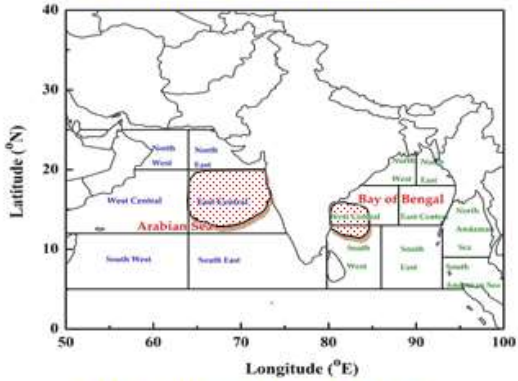 40
30
20
10
0
Latitude (°N)
North
West
North
East
West Central
East Central
Arabian Sea
South West
South East
North
West
North
East
Bay of Bengal
West Central
East Central
South
West
South
East
North
Andaman
Sea
South
Andaman Sea
50 60 70 80 90 100
Longitude (°E)